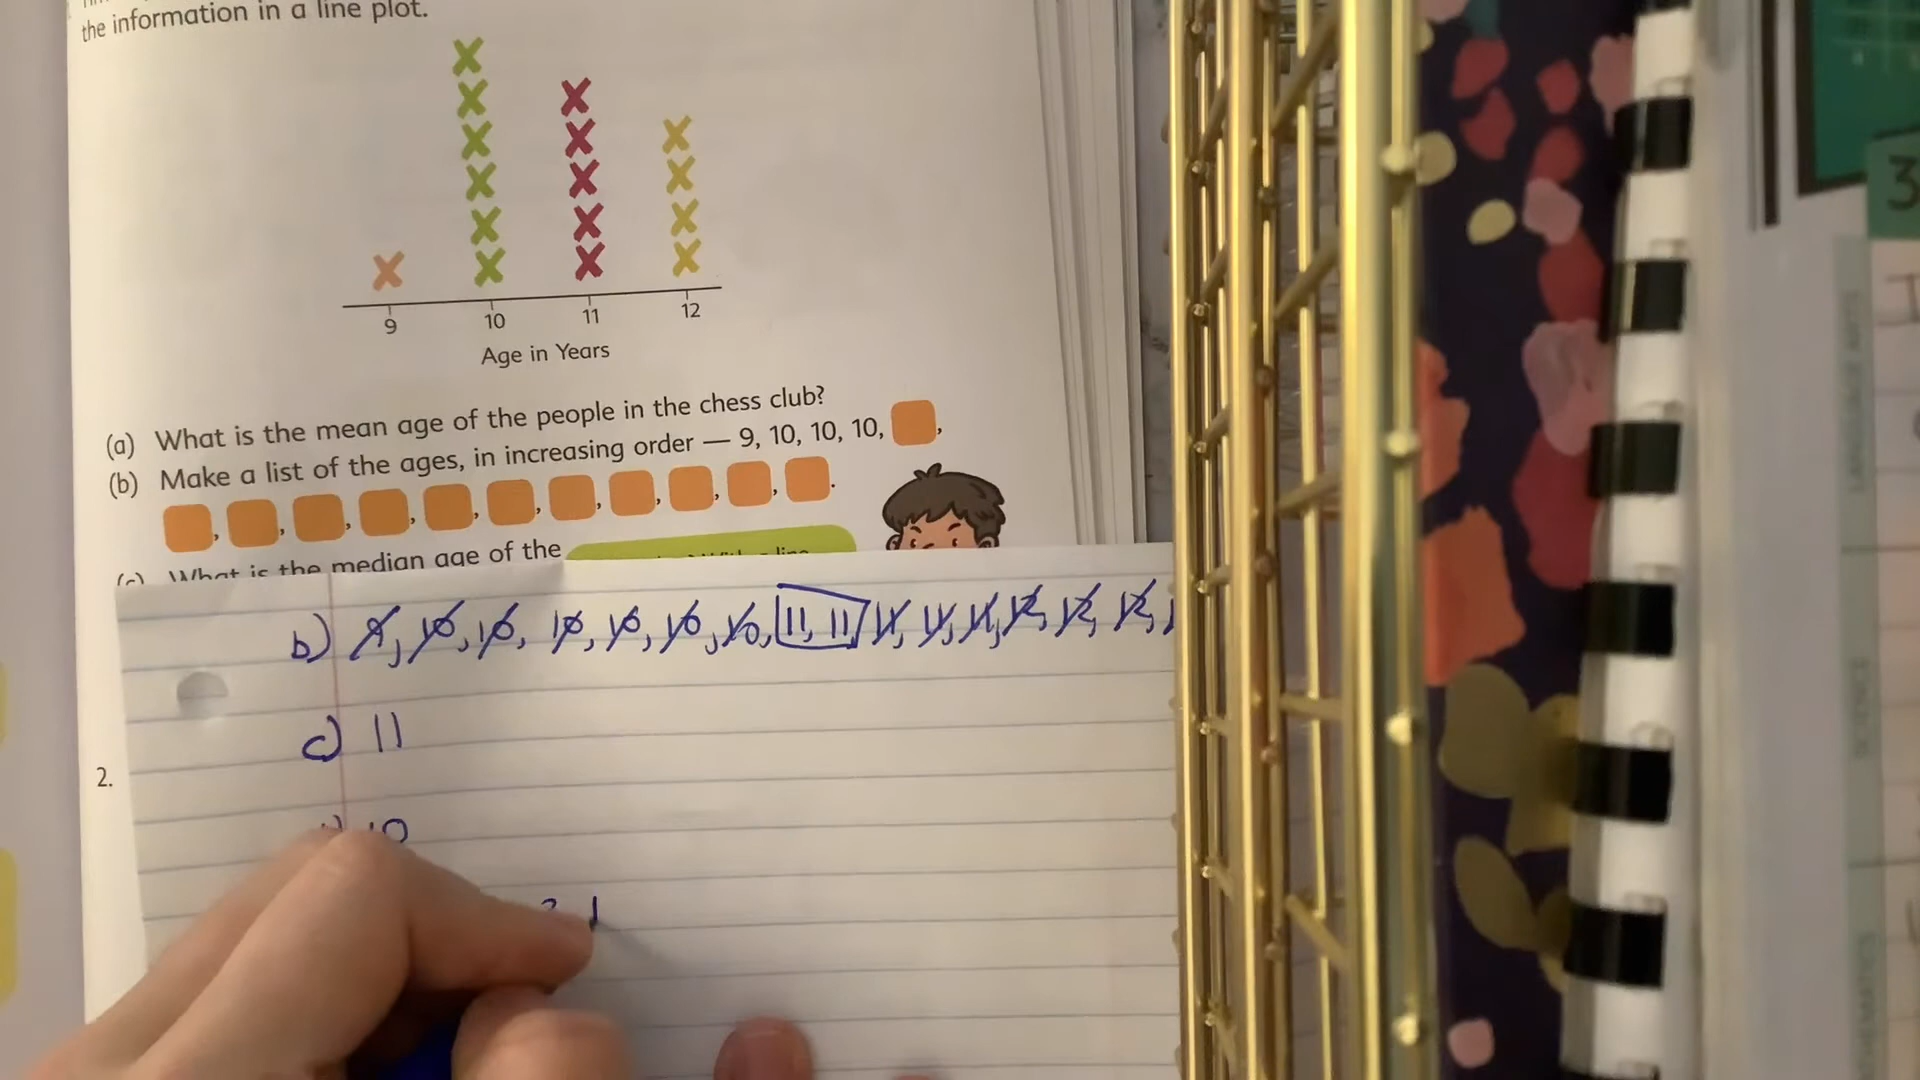 the information in a line plot.
9 10 11 12
Age in Years
(a) What is the mean age of the people in the chess club?
(b) Make a list of the ages, in increasing order — 9, 10, 10, 10, ,
, , , , , , , , , , .
(c) What is the median age of the
b) 9, 10, 10, 10, 10, 10, 10, 11, 11, 11, 11, 11, 12, 12, 12,
c) 11
2.
10
3